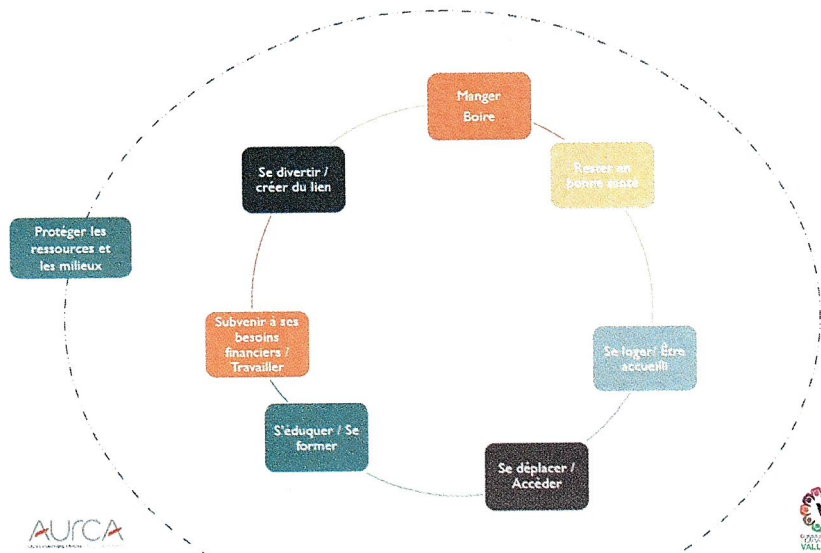 Manger
Boire
Rester en
bonne santé
Se divertir /
créer du lien
Protéger les
ressources et
les milieux
Subvenir à ses
besoins
financiers /
Travailler
Se loger/ Être
accueilli
S'éduquer / Se
former
Se déplacer /
Accéder
AURCA